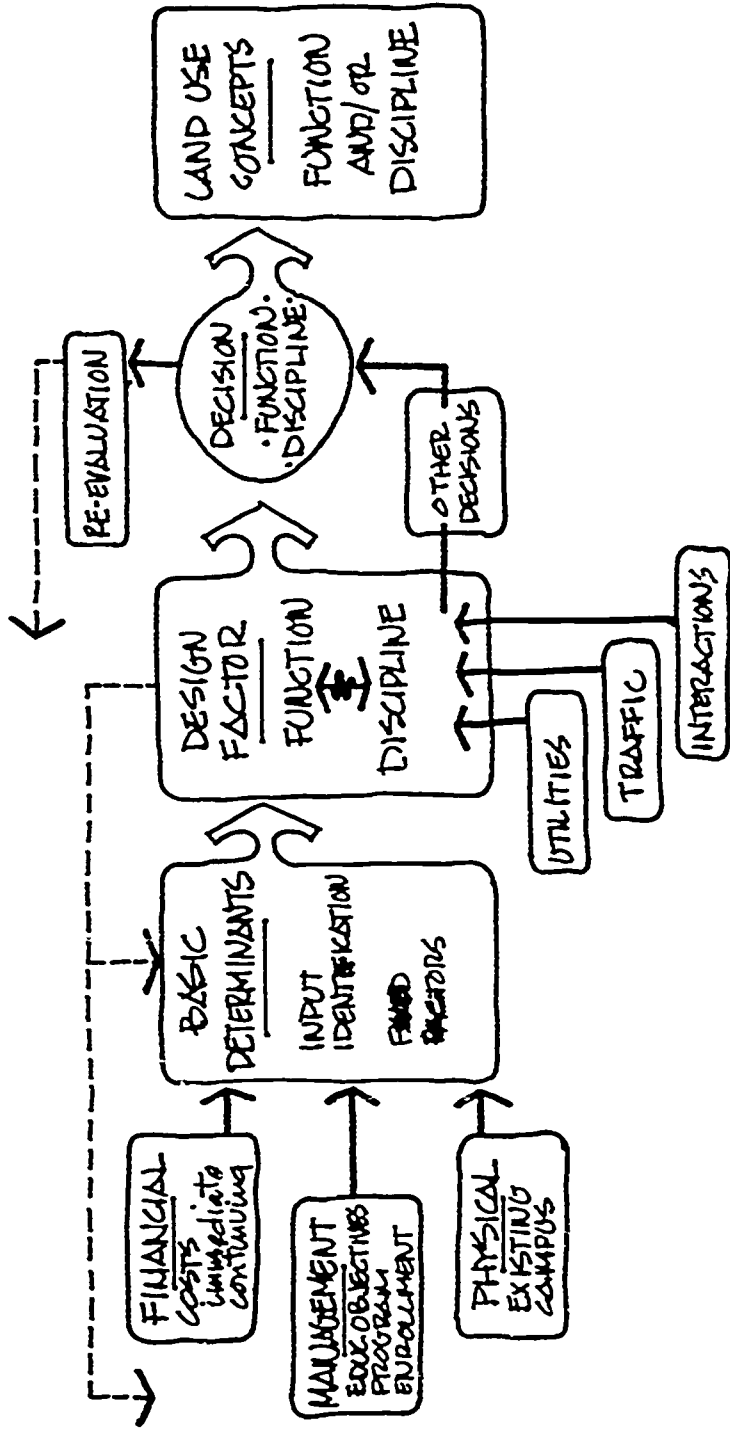 FINANCIAL
COSTS
immediate
continuing
MANAGEMENT
EDUC. OBJECTIVES
PROGRAM
ENROLLMENT
PHYSICAL
EXISTING
CAMPUS
BASIC
DETERMINANTS
INPUT
IDENTIFICATION
DESIGN
FACTOR
FUNCTION
DISCIPLINE
UTILITIES
TRAFFIC
INTERACTIONS
OTHER
DECISIONS
RE-EVALUATION
DECISION
• FUNCTION •
• DISCIPLINE •
LAND USE
CONCEPTS
FUNCTION
AND/OR
DISCIPLINE